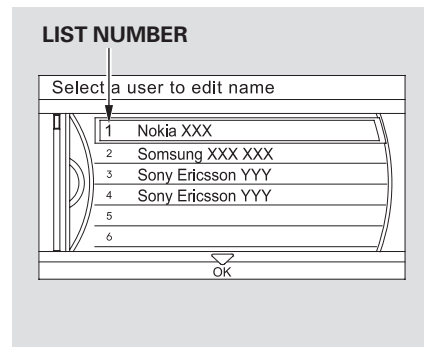 LIST NUMBER
Select a user to edit name
1 Nokia XXX
2 Somsung XXX XXX
3 Sony Ericsson YYY
4 Sony Ericsson YYY
5
6
OK